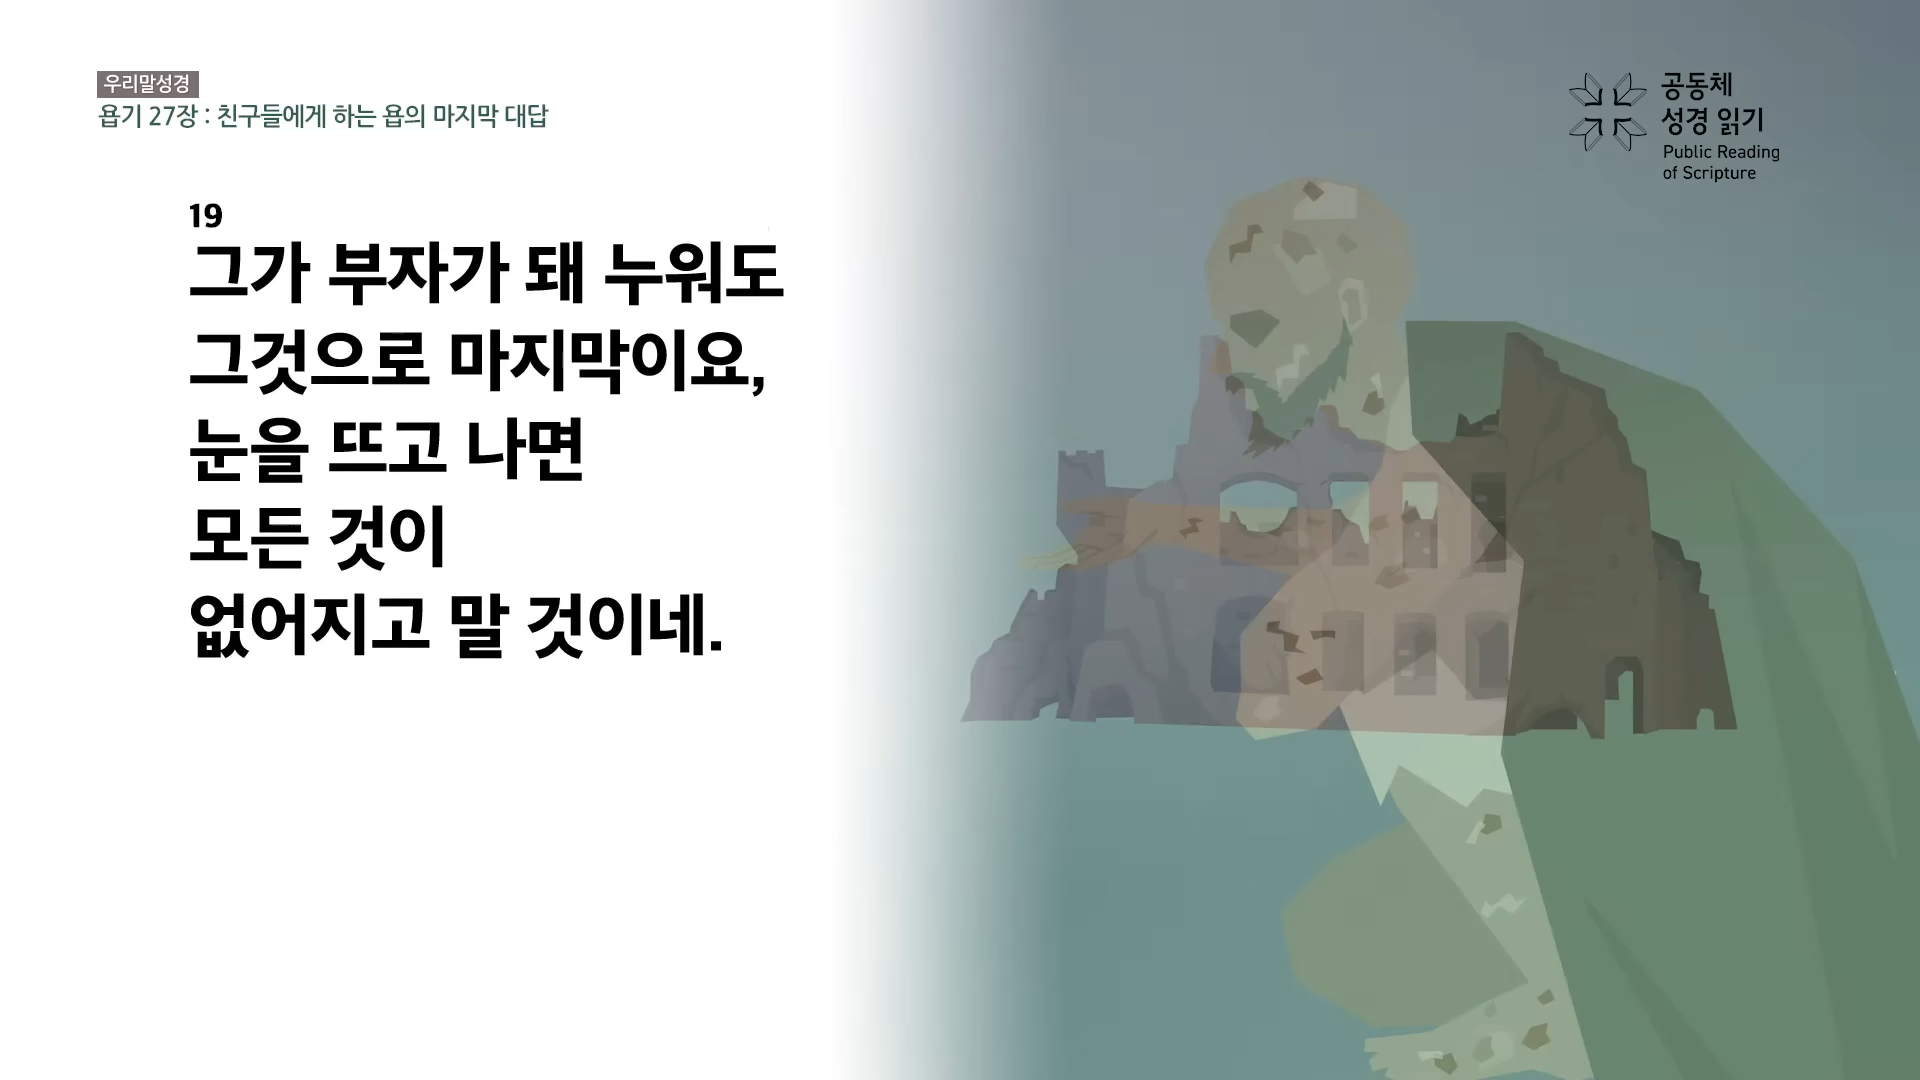 우리말성경
욥기 27장 : 친구들에게 하는 욥의 마지막 대답
공동체
성경 읽기
Public Reading
of Scripture
19
그가 부자가 돼 누워도
그것으로 마지막이요,
눈을 뜨고 나면
모든 것이
없어지고 말 것이네.